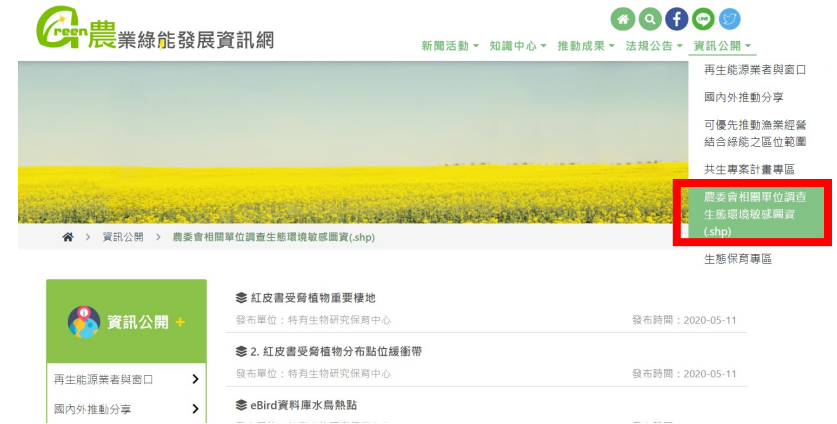 Green農業綠能發展資訊網
新聞活動 知識中心 推動成果 法規公告 資訊公開
再生能源業者與窗口
國內外推動分享
可優先推動漁業經營
結合綠能之區位範圍
共生專案計畫專區
農委會相關單位調查
生態環境敏感圖資
(.shp)
生態保育專區
> 資訊公開 > 農委會相關單位調查生態環境敏感圖資(.shp)
資訊公開 +
再生能源業者與窗口
國內外推動分享
紅皮書受脅植物重要棲地
發布單位：特有生物研究保育中心 發布時間：2020-05-11
2. 紅皮書受脅植物分布點位緩衝帶
發布單位：特有生物研究保育中心 發布時間：2020-05-11
eBird資料庫水鳥熱點